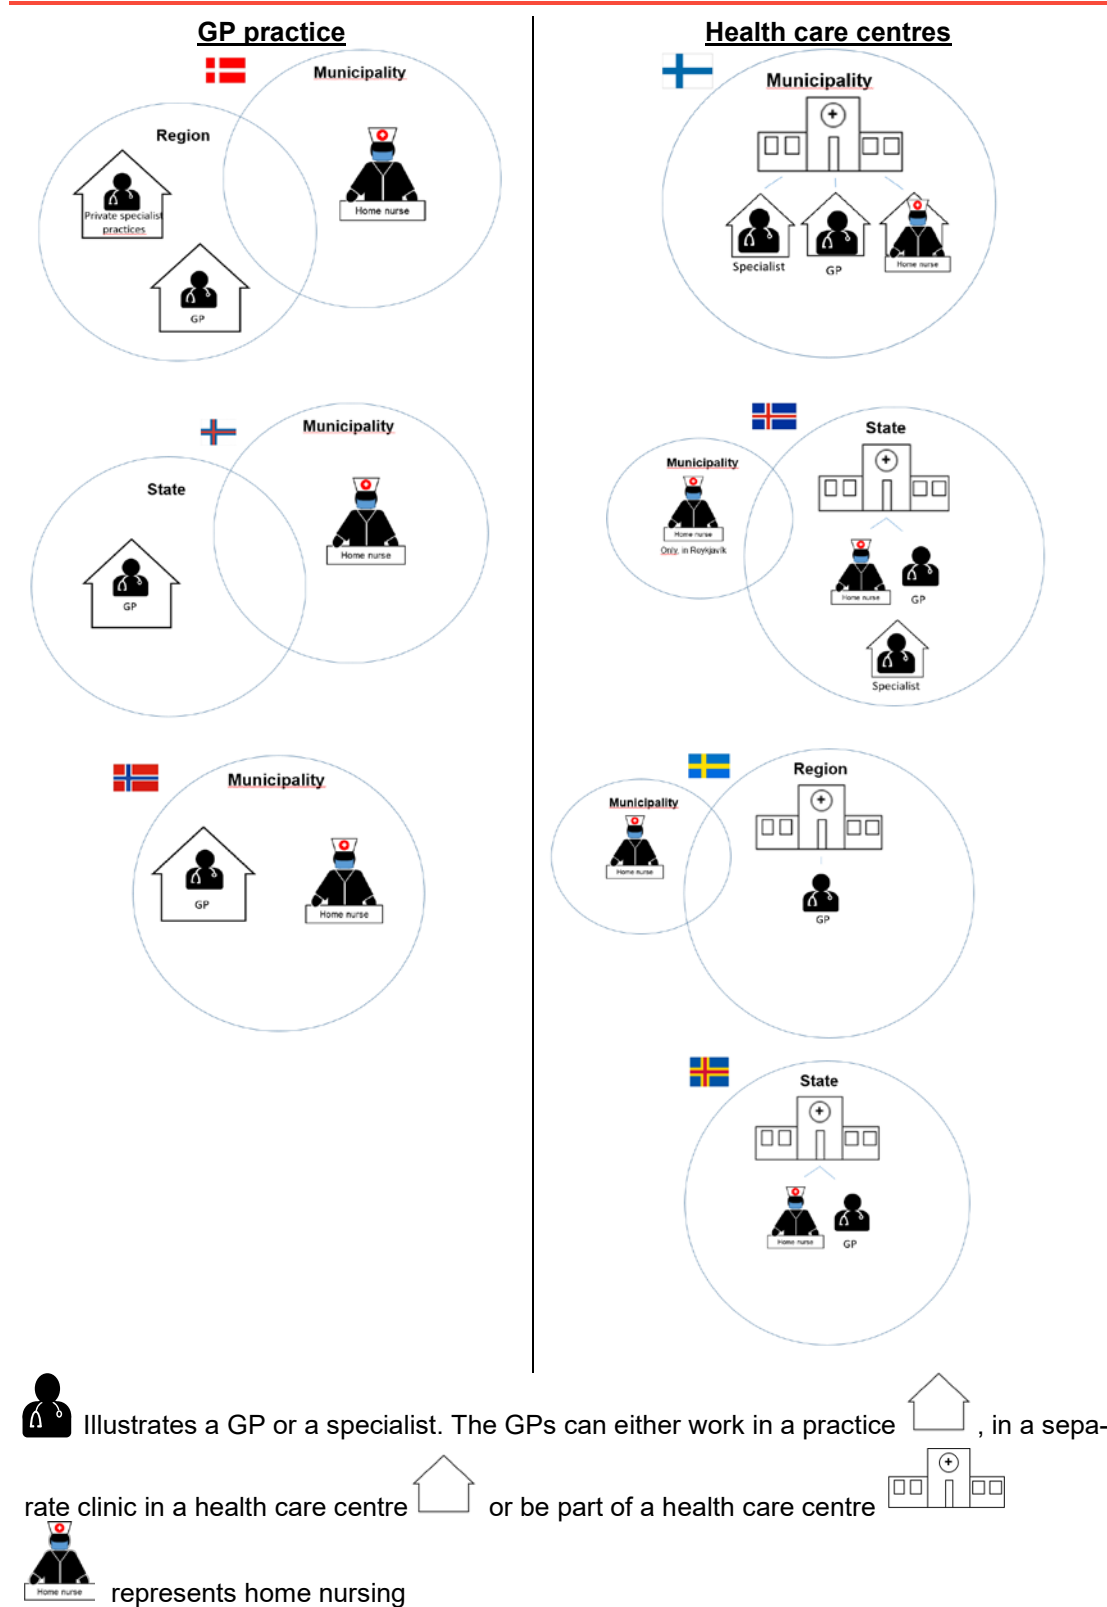 GP practice
Municipality
Region
Private specialist
practices
GP
Home nurse
Municipality
State
GP
Home nurse
Municipality
GP
Home nurse
Health care centres
Municipality
Specialist
GP
Home nurse
State
Municipality
Home nurse
Only in Reykjavík
Home nurse
GP
Specialist
Region
Municipality
Home nurse
GP
State
Home nurse
GP
Illustrates a GP or a specialist. The GPs can either work in a practice , in a sepa-
rate clinic in a health care centre or be part of a health care centre
Home nurse represents home nursing